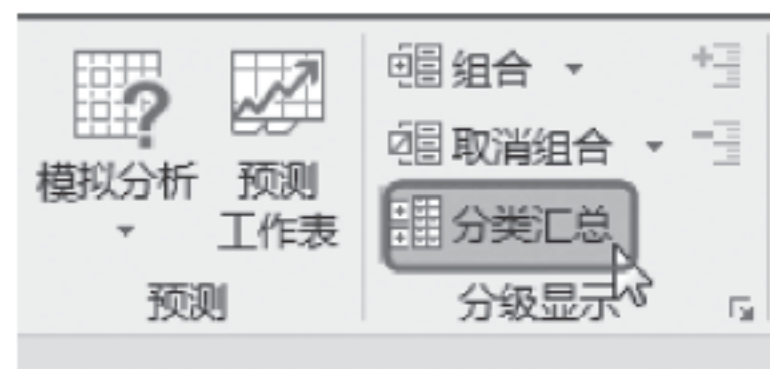 模拟分析
预测
工作表
预测
组合
取消组合
分类汇总
分级显示